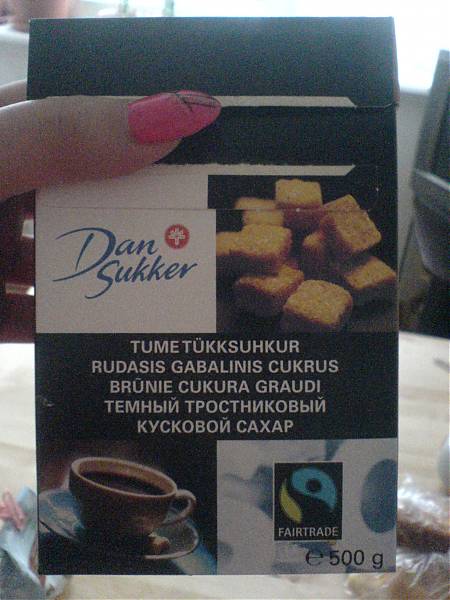 Dan
Sukker
TUME TÜKKSUHKUR
RUDASIS GABALINIS CUKRUS
BRŪNIE CUKURA GRAUDI
ТЕМНЫЙ ТРОСТНИКОВЫЙ
КУСКОВОЙ САХАР
FAIRTRADE
℮ 500 g